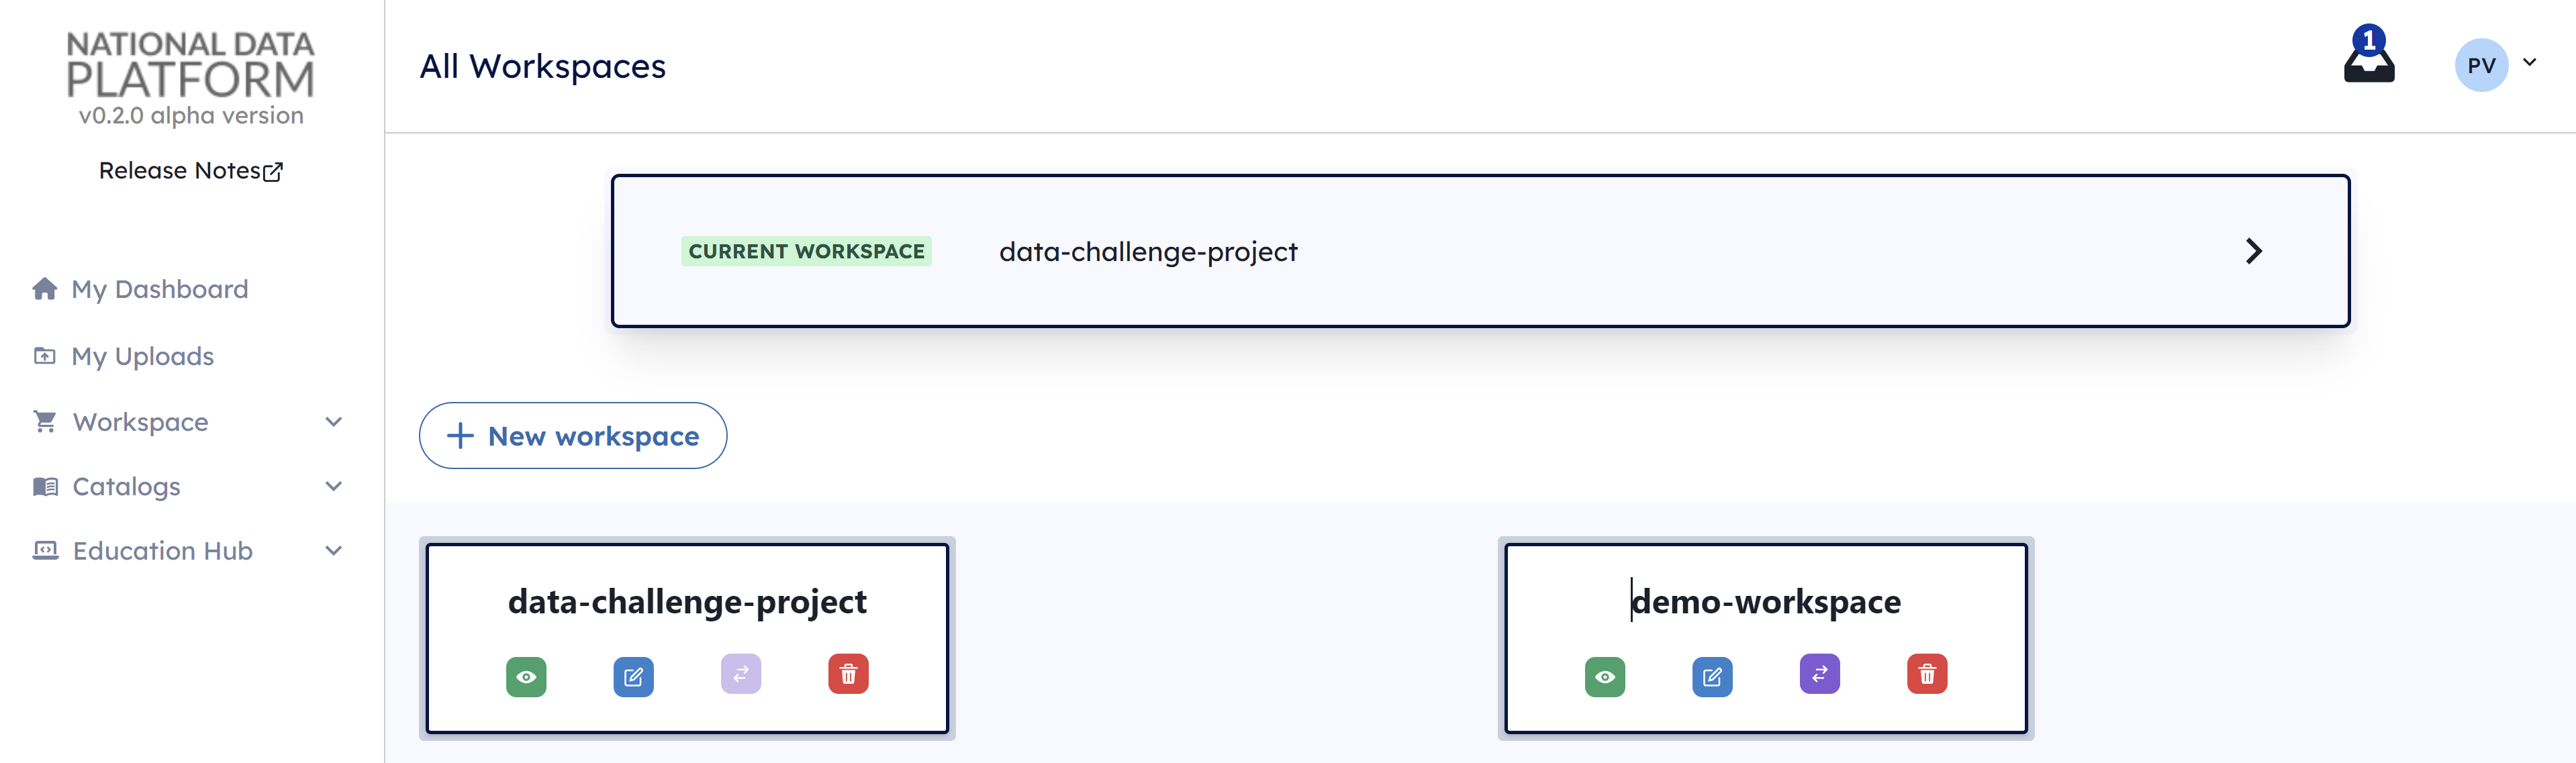 NATIONAL DATA
PLATFORM
v0.2.0 alpha version
Release Notes
My Dashboard
My Uploads
Workspace
Catalogs
Education Hub
All Workspaces
1
PV
CURRENT WORKSPACE data-challenge-project
New workspace
data-challenge-project
demo-workspace